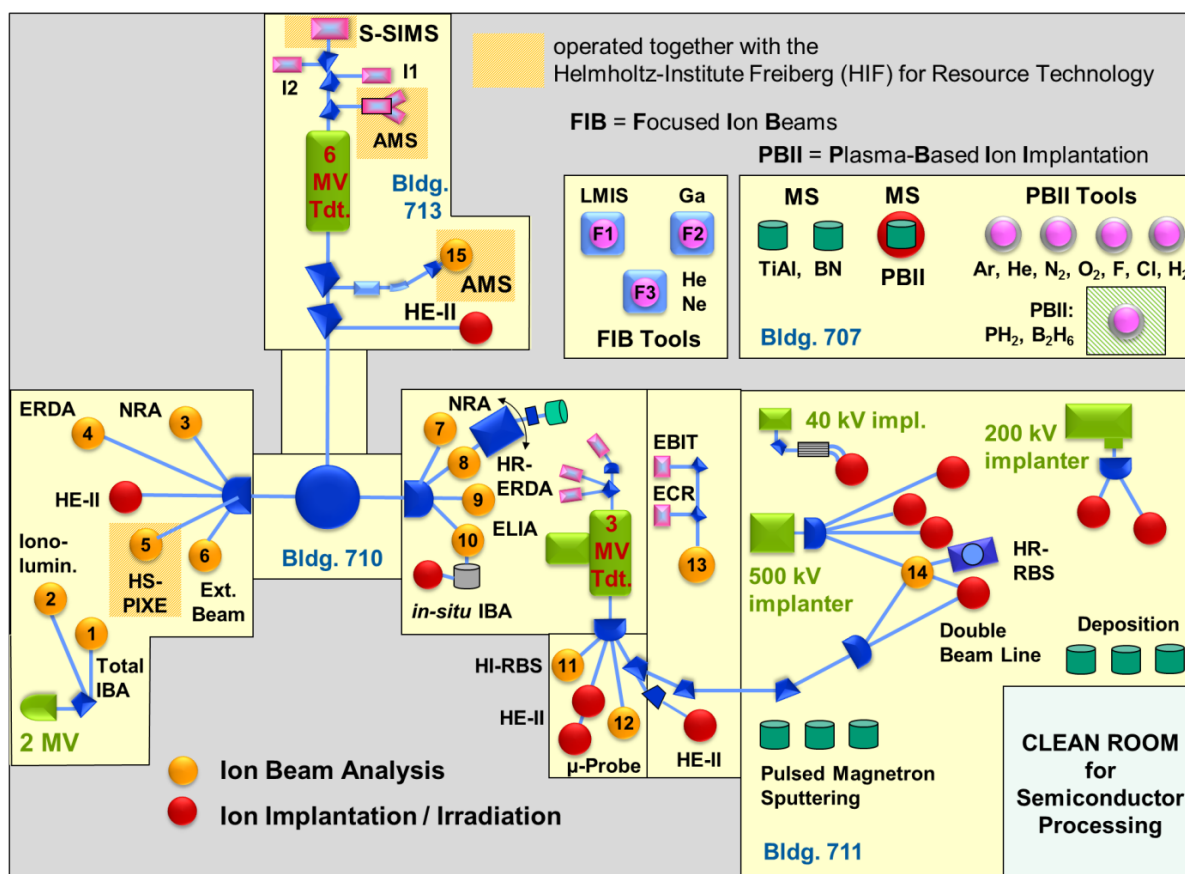 S-SIMS
I2
I1
AMS
6
MV
Tdt.
Bldg.
713
15
AMS
HE-II
operated together with the
Helmholtz-Institute Freiberg (HIF) for Resource Technology
FIB = Focused Ion Beams
PBII = Plasma-Based Ion Implantation
LMIS
Ga
F1
F2
F3
He
Ne
FIB Tools
MS
MS
PBII Tools
TiAl, BN
PBII
Ar, He, N₂, O₂, F, Cl, H₂
PBII:
PH₂, B₂H₆
Bldg. 707
ERDA
NRA
3
4
HE-II
5
6
HS-
PIXE
Ext.
Beam
Iono-
lumin.
2
1
Total
IBA
2 MV
Bldg. 710
NRA
7
8
9
10
HR-
ERDA
ELIA
in-situ IBA
3
MV
Tdt.
EBIT
ECR
13
HI-RBS
11
HE-II
12
µ-Probe
HE-II
40 kV impl.
200 kV
implanter
500 kV
implanter
14
HR-
RBS
Double
Beam Line
Deposition
Pulsed Magnetron
Sputtering
Bldg. 711
CLEAN ROOM
for
Semiconductor
Processing
Ion Beam Analysis
Ion Implantation / Irradiation